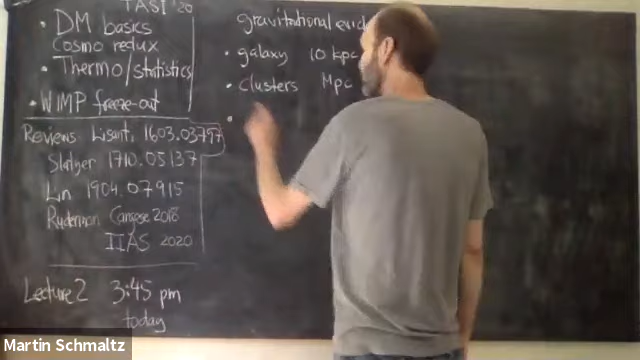 TASI '20
• DM basics
Cosmo redux
• Thermo/statistics
• WIMP freeze-out
Reviews Lisanti, 1603.03797
Slatyer 1710.05137
Lin 1904.07915
Ruderman Cargese 2018
IIAS 2020
Lecture 2 3:45 pm
today
gravitational
• galaxy 10 kpc
• clusters Mpc
•
Martin Schmaltz